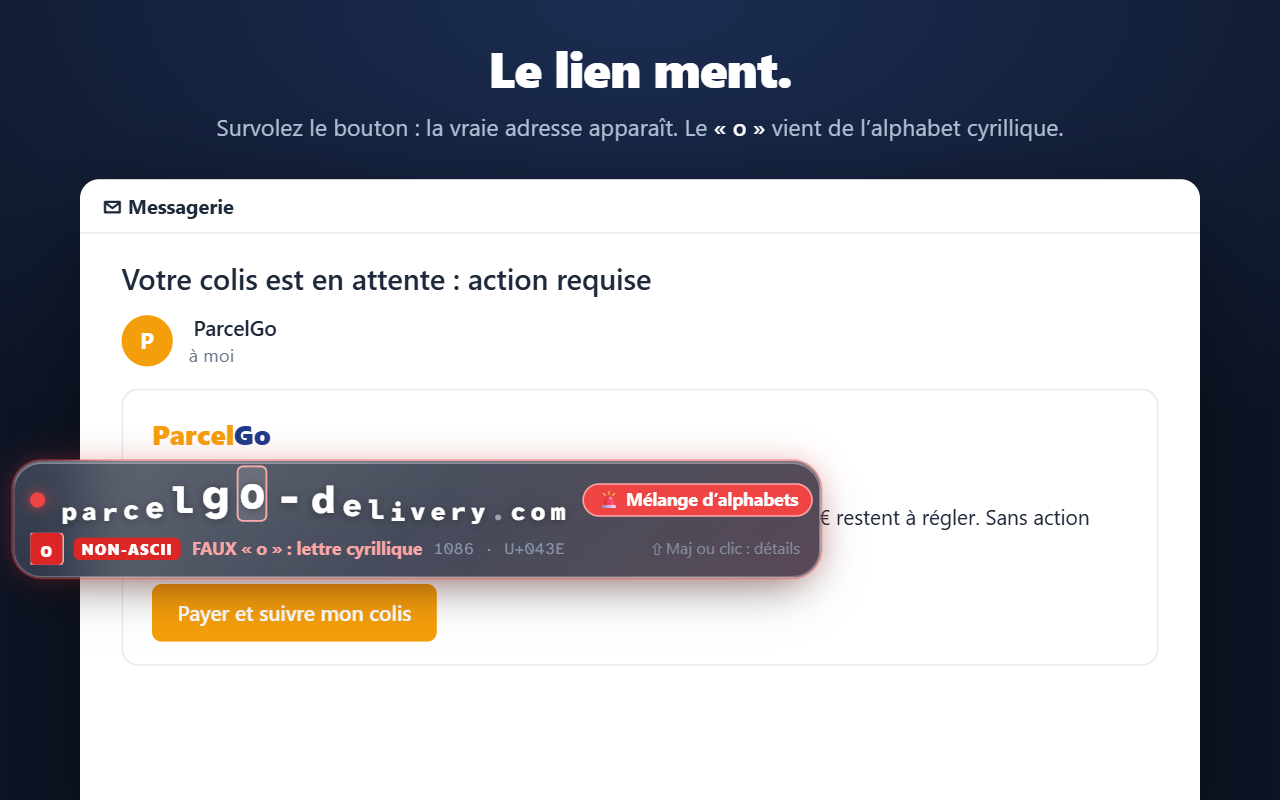 Le lien ment.
Survolez le bouton : la vraie adresse apparaît. Le « о » vient de l’alphabet cyrillique.
Messagerie
Votre colis est en attente : action requise
P
ParcelGo
à moi
ParcelGo
parcelgо-delivery.com
Mélange d’alphabets
€ restent à régler. Sans action
о NON-ASCII FAUX « о » : lettre cyrillique 1086 · U+043E
⇧ Maj ou clic : détails
Payer et suivre mon colis